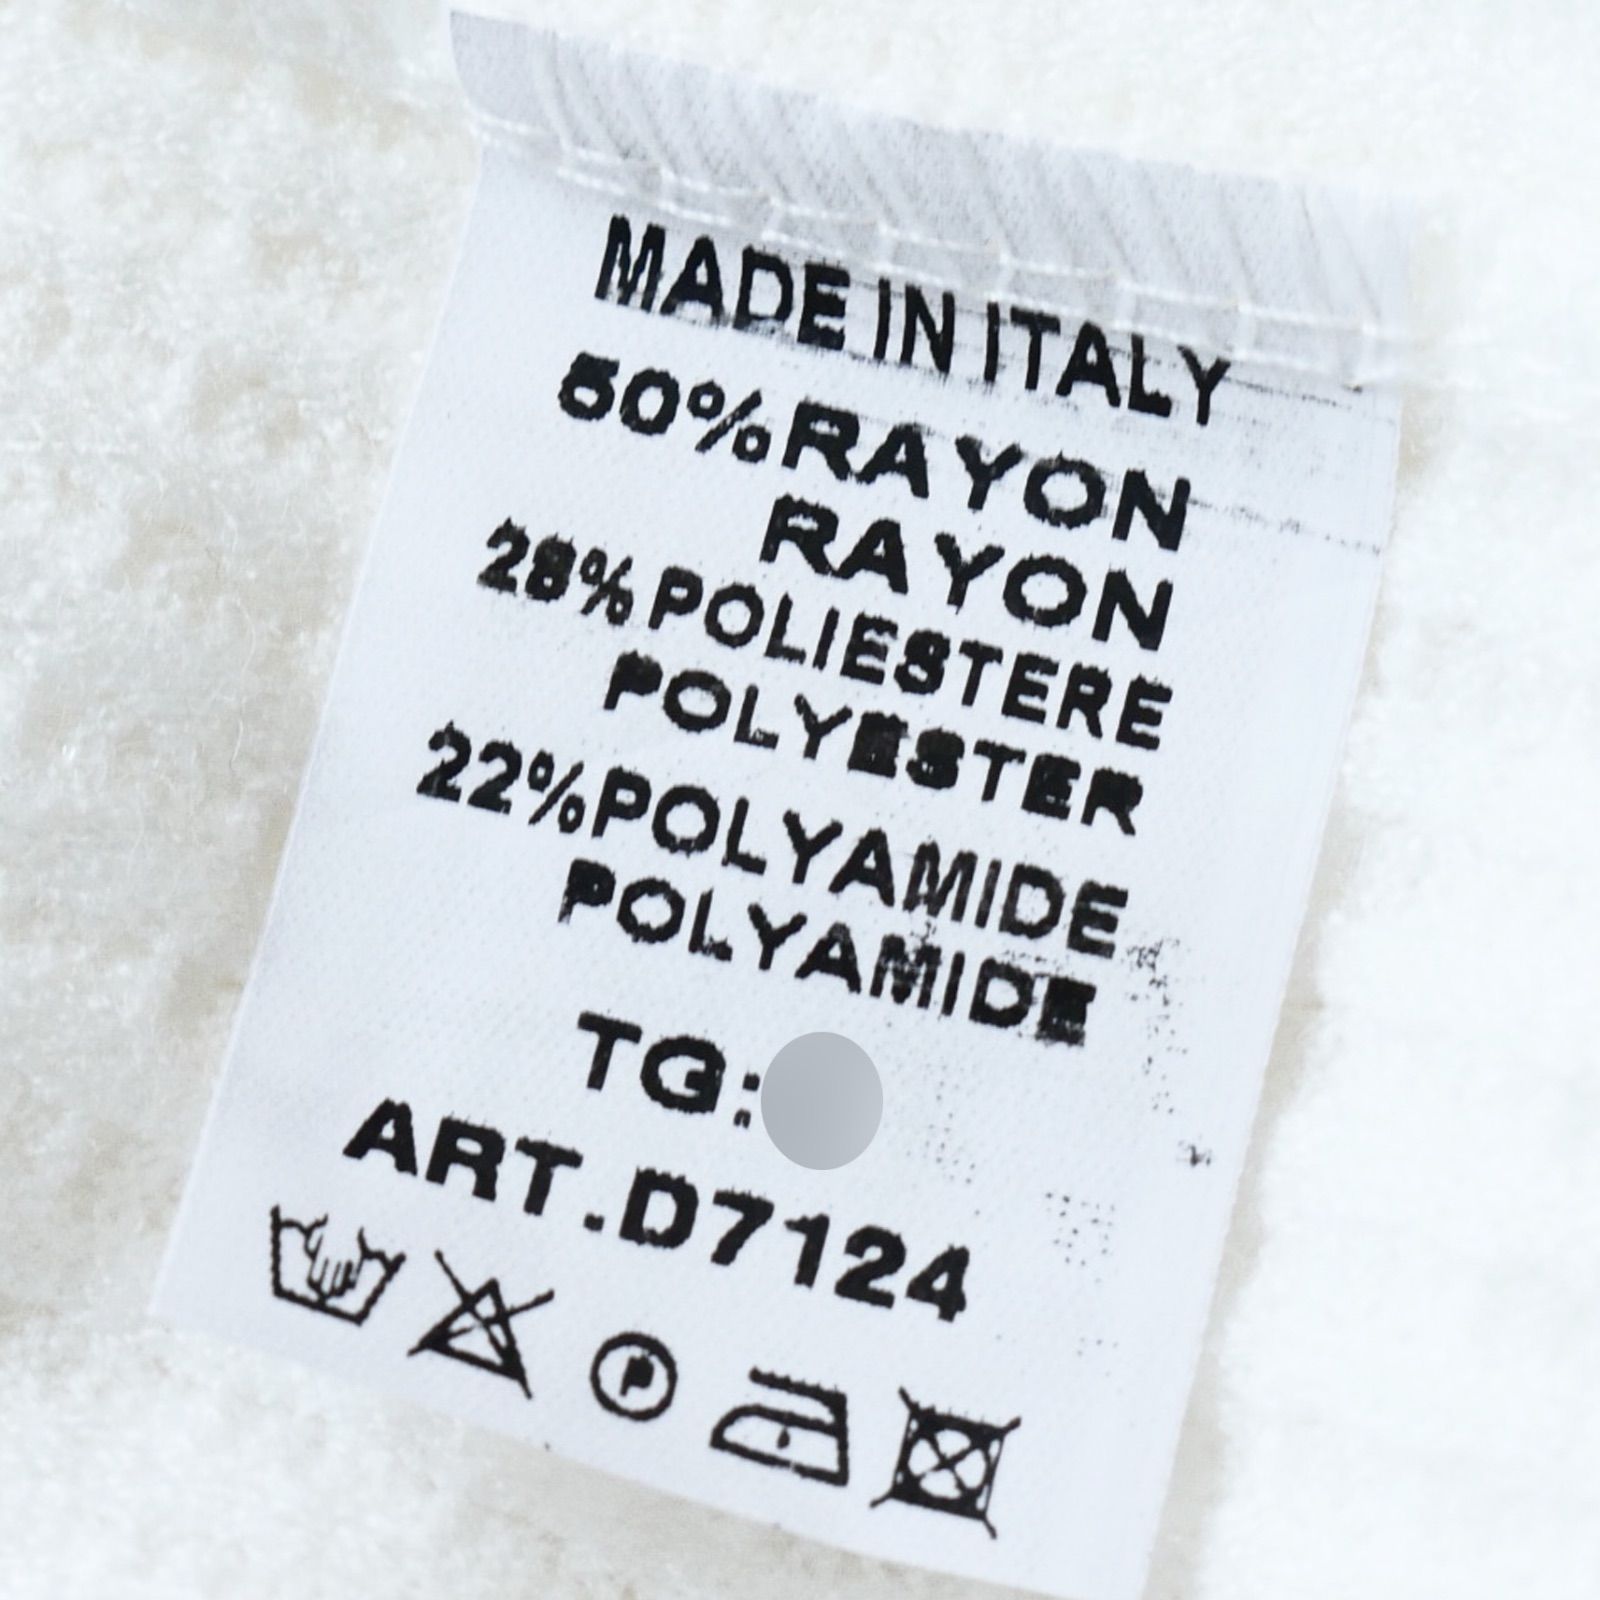 MADE IN ITALY
50%RAYON
RAYON
28%POLIESTERE
POLYESTER
22%POLYAMIDE
POLYAMIDE
TG:
ART.D7124
P